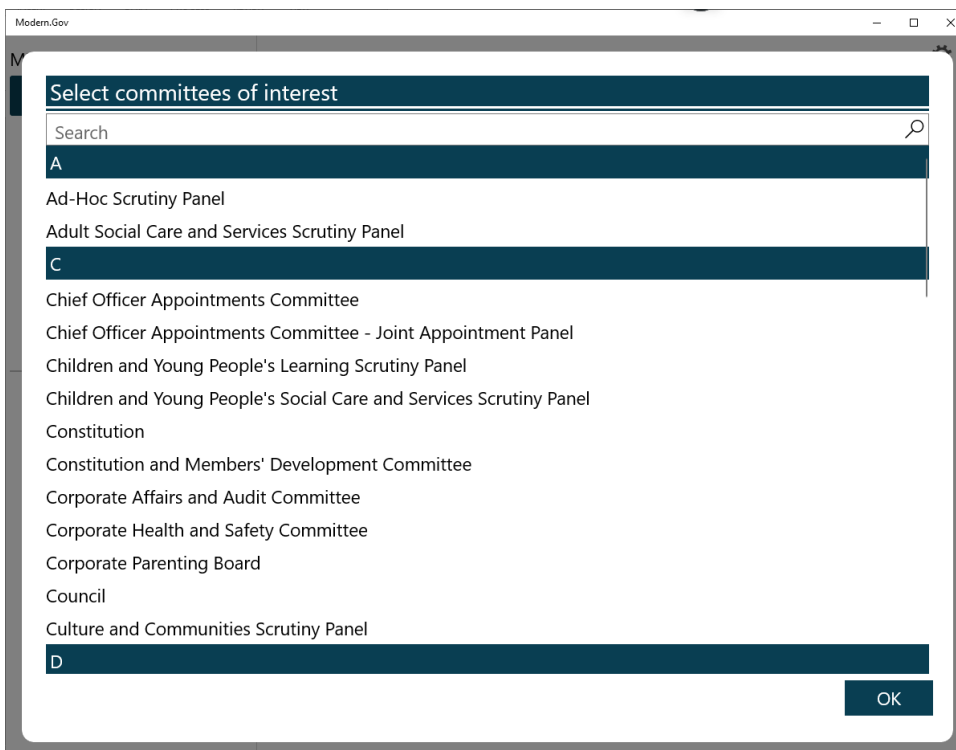 Modern.Gov
M
Select committees of interest
Search
A
Ad-Hoc Scrutiny Panel
Adult Social Care and Services Scrutiny Panel
C
Chief Officer Appointments Committee
Chief Officer Appointments Committee - Joint Appointment Panel
Children and Young People's Learning Scrutiny Panel
Children and Young People's Social Care and Services Scrutiny Panel
Constitution
Constitution and Members' Development Committee
Corporate Affairs and Audit Committee
Corporate Health and Safety Committee
Corporate Parenting Board
Council
Culture and Communities Scrutiny Panel
D
OK